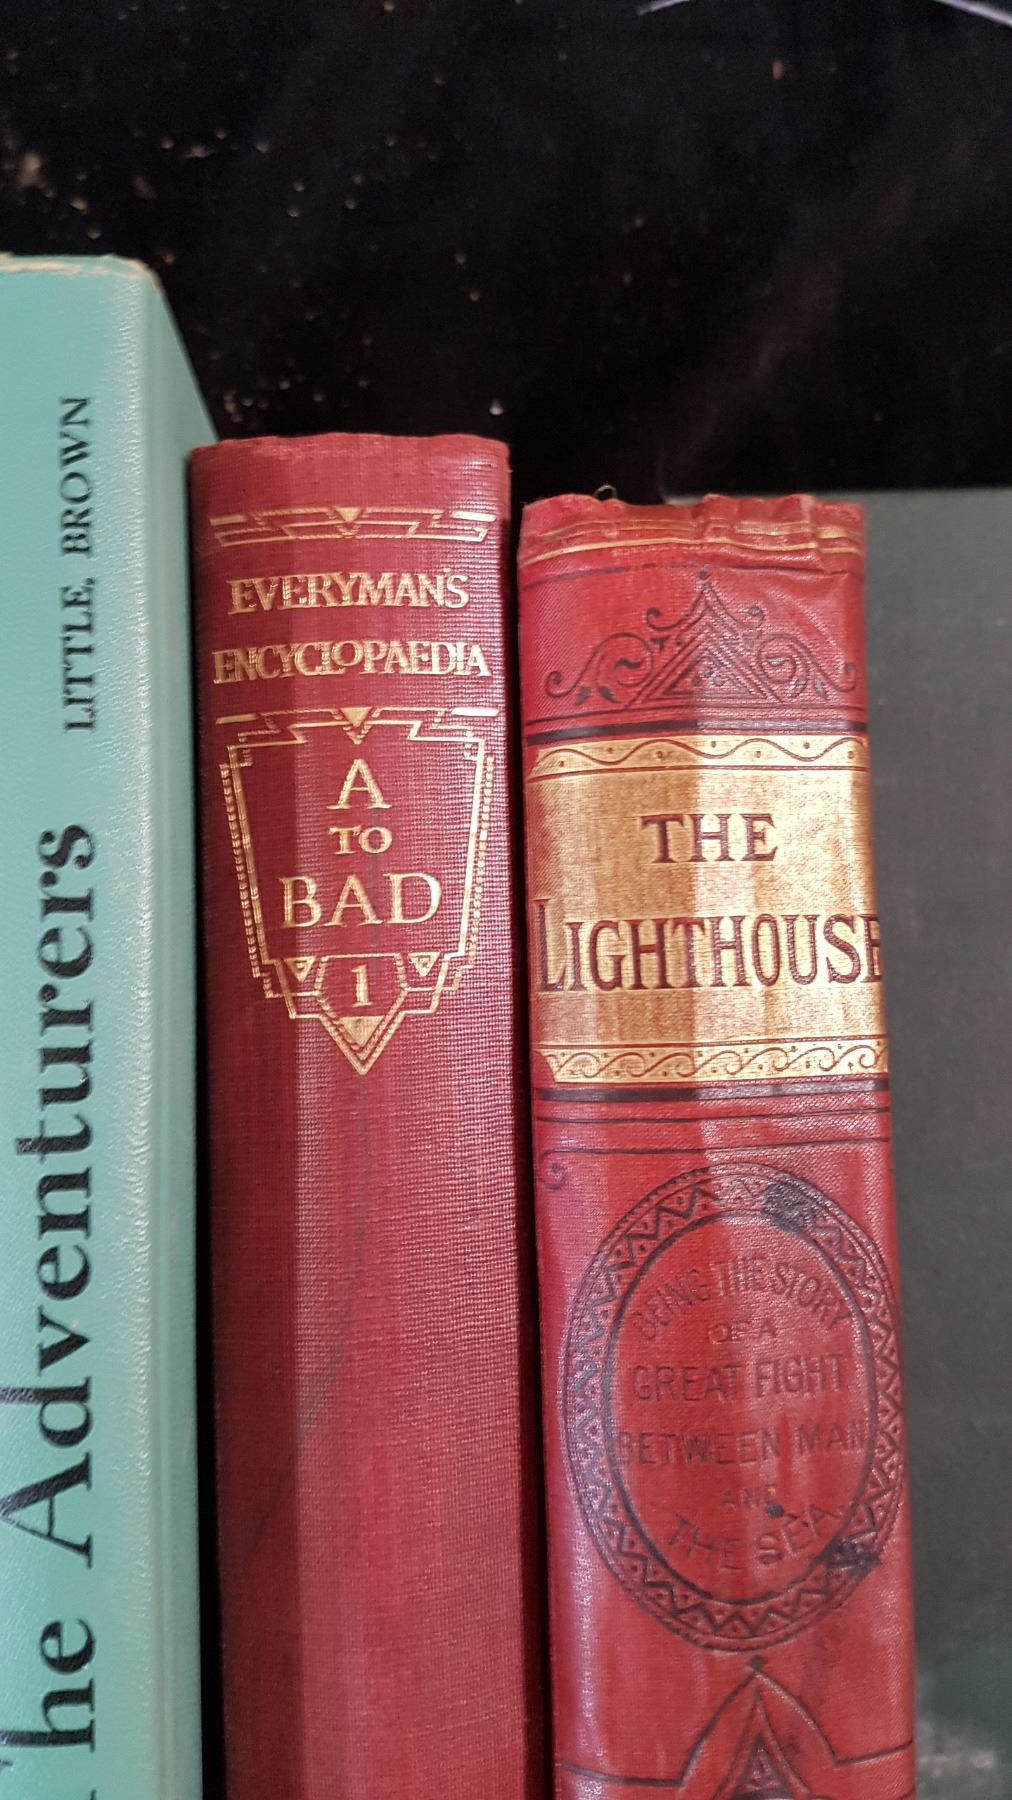 The Adventurers
LITTLE, BROWN
EVERYMAN'S
ENCYCLOPAEDIA
A
TO
BAD
1
THE
LIGHTHOUSE
BEING THE STORY
OF A
GREAT FIGHT
BETWEEN MAN
AND
THE SEA